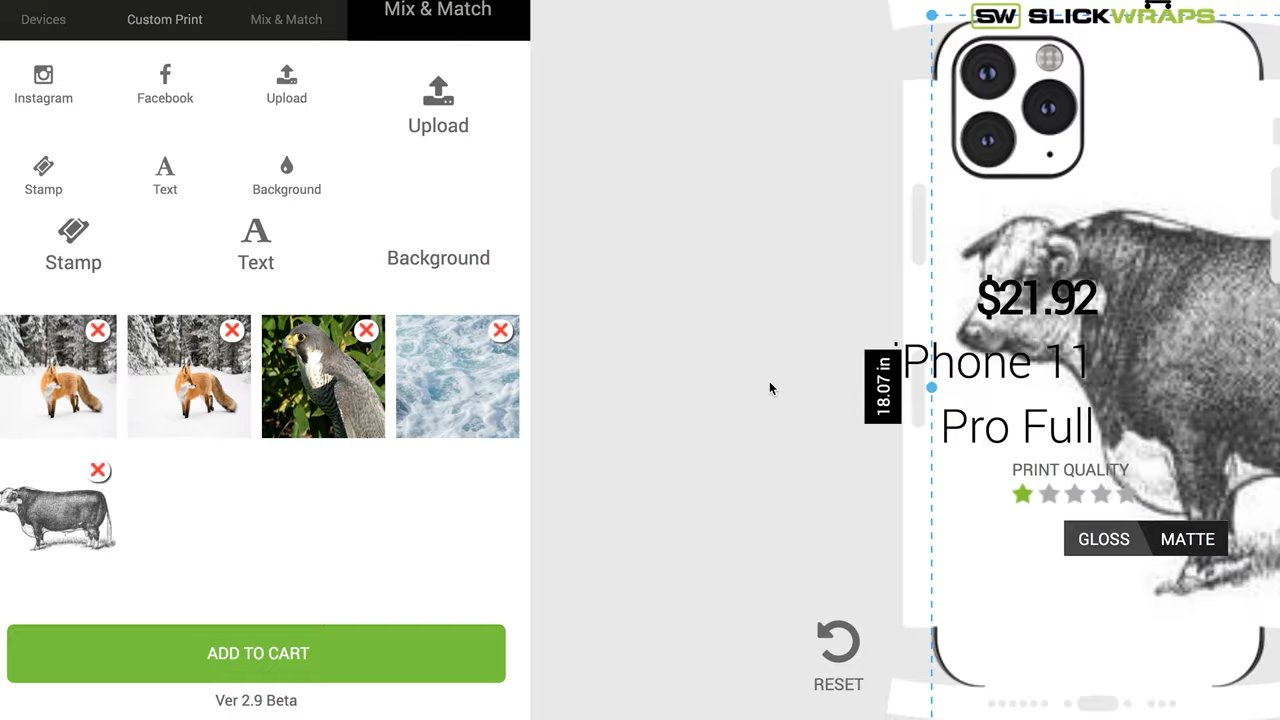 Devices
Custom Print
Mix & Match
Mix & Match
SW SLICKWRAPS
Instagram
Facebook
Upload
Upload
Stamp
Text
Background
Stamp
Text
Background
$21.92
iPhone 11
Pro Full
18.07 in
PRINT QUALITY
GLOSS
MATTE
ADD TO CART
Ver 2.9 Beta
RESET